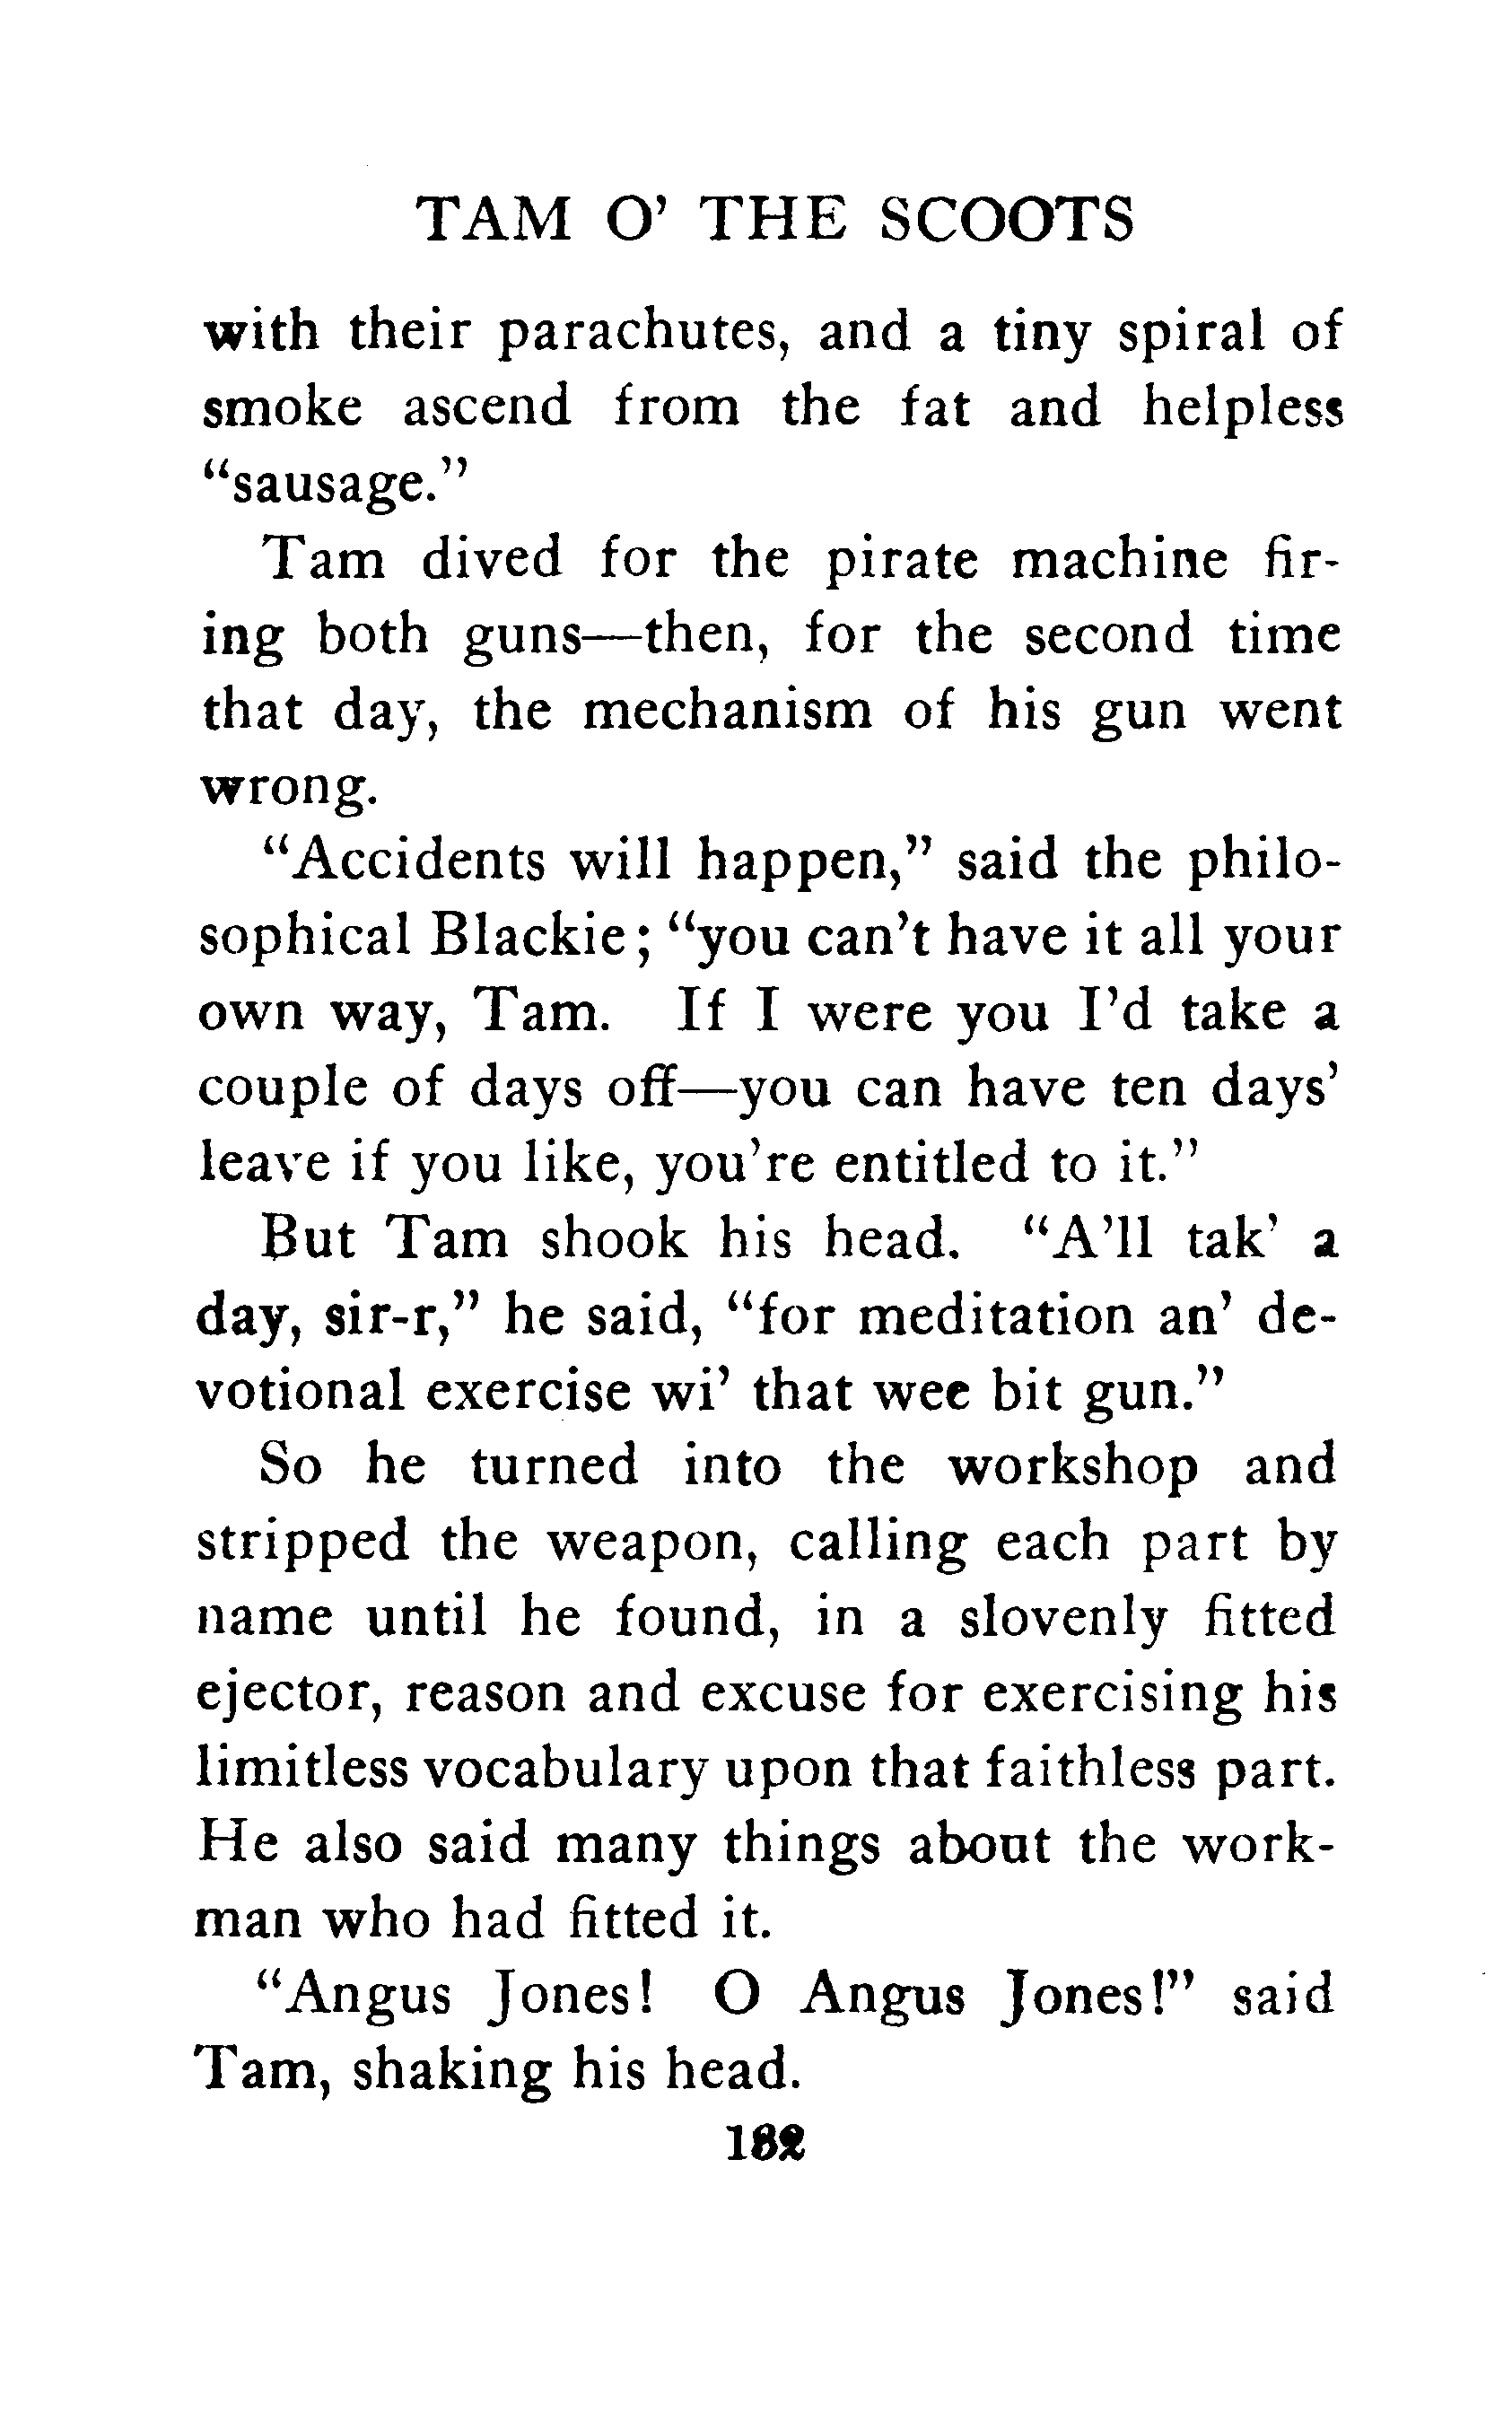 TAM O' THE SCOOTS
with their parachutes, and a tiny spiral of
smoke ascend from the fat and helpless
“sausage.”
Tam dived for the pirate machine fir-
ing both guns—then, for the second time
that day, the mechanism of his gun went
wrong.
“Accidents will happen,” said the philo-
sophical Blackie; “you can't have it all your
own way, Tam. If I were you I'd take a
couple of days off—you can have ten days'
leave if you like, you're entitled to it.”
But Tam shook his head. “A'll tak' a
day, sir-r,” he said, “for meditation an' de-
votional exercise wi' that wee bit gun.”
So he turned into the workshop and
stripped the weapon, calling each part by
name until he found, in a slovenly fitted
ejector, reason and excuse for exercising his
limitless vocabulary upon that faithless part.
He also said many things about the work-
man who had fitted it.
“Angus Jones! O Angus Jones!” said
Tam, shaking his head.
182